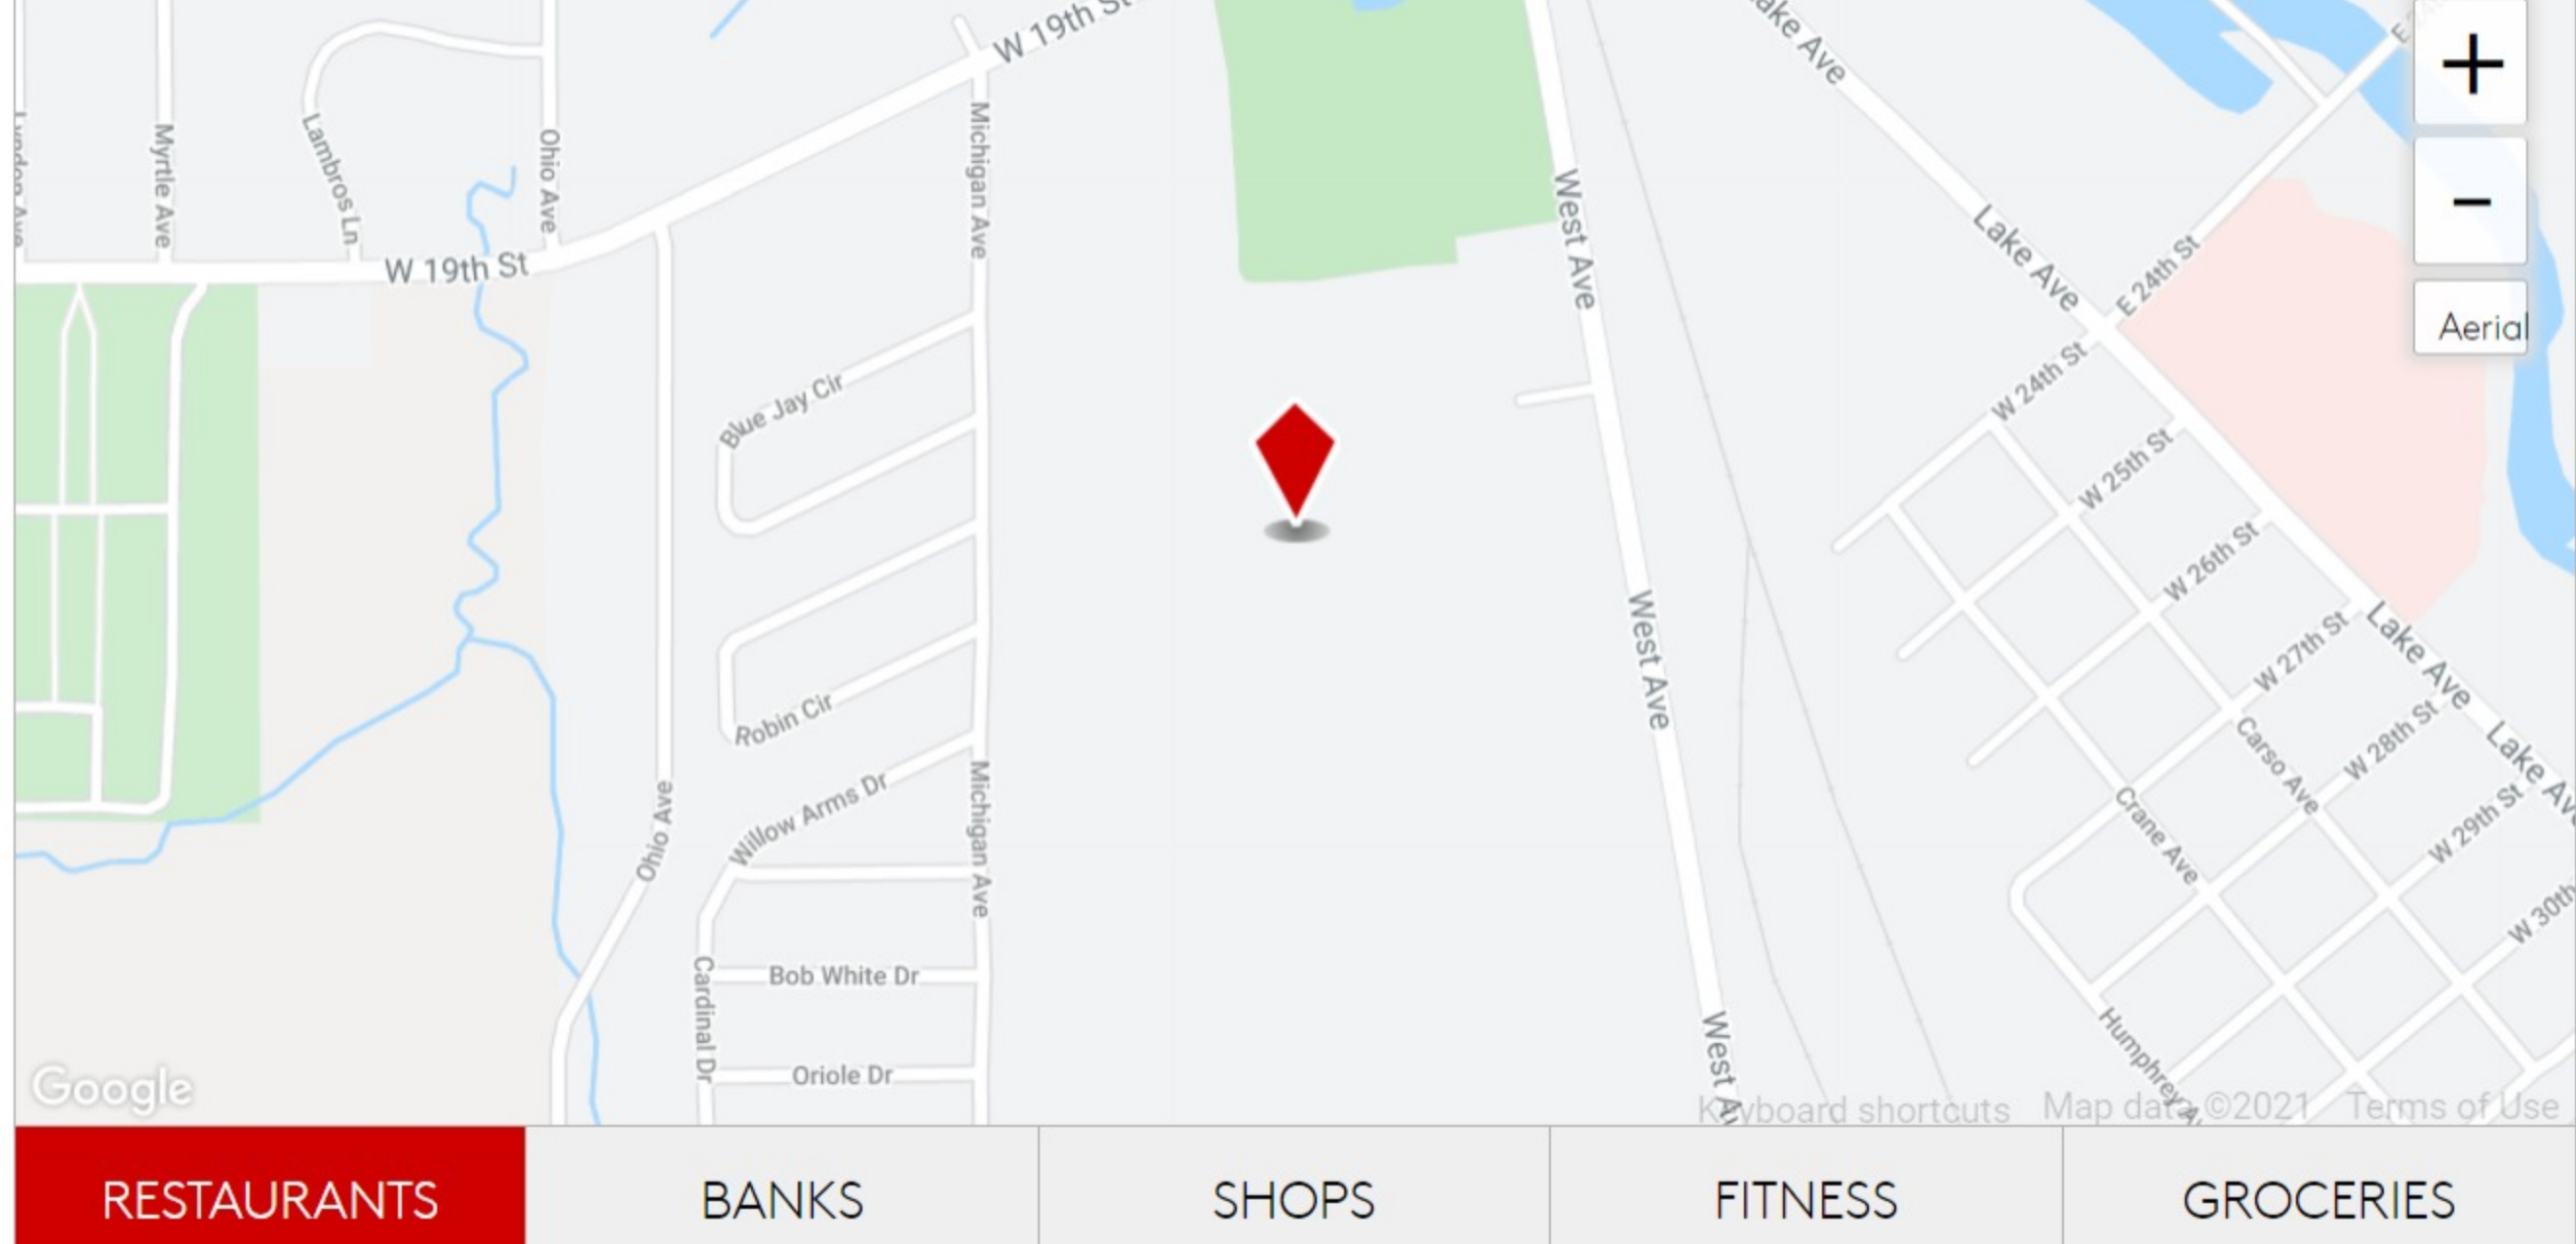 W 19th St
Lake Ave
Myrtle Ave
Lambros Ln
Ohio Ave
Michigan Ave
West Ave
Lake Ave
E 24th St
W 19th St
Aerial
W 24th St
Blue Jay Cir
W 25th St
W 26th St
West Ave
W 27th St
Lake Ave
Robin Cir
W 28th St
Carso Ave
Lake Ave
Willow Arms Dr
Michigan Ave
Ohio Ave
Crane Ave
W 29th St
W 30th
Bob White Dr
Cardinal Dr
West Av
Humphrey A
Oriole Dr
Google
Keyboard shortcuts
Map data ©2021
Terms of Use
RESTAURANTS
BANKS
SHOPS
FITNESS
GROCERIES